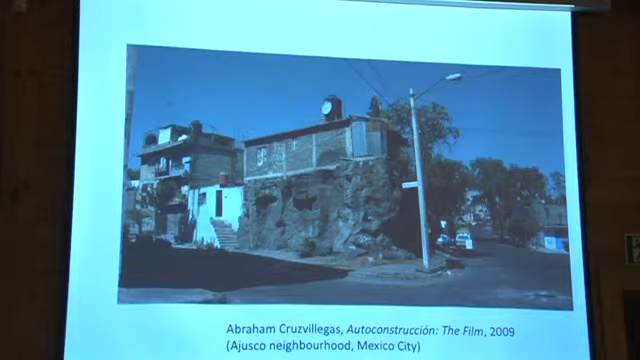 Abraham Cruzvillegas, Autoconstrucción: The Film, 2009
(Ajusco neighbourhood, Mexico City)